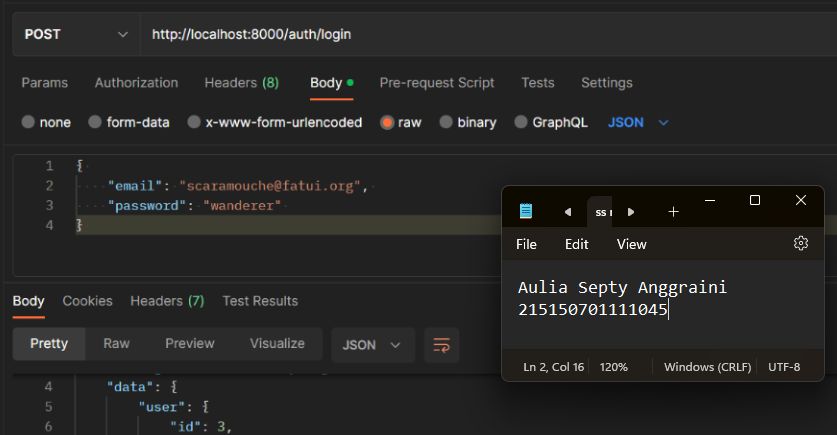 POST http://localhost:8000/auth/login
Params Authorization Headers (8) Body Pre-request Script Tests Settings
none form-data x-www-form-urlencoded raw binary GraphQL JSON
1 {
2 "email": "scaramouche@fatui.org",
3 "password": "wanderer"
4 }
ss
File Edit View
Aulia Septy Anggraini
215150701111045
Ln 2, Col 16 120% Windows (CRLF) UTF-8
Body Cookies Headers (7) Test Results
Pretty Raw Preview Visualize JSON
4 "data": {
5 "user": {
6 "id": 3,